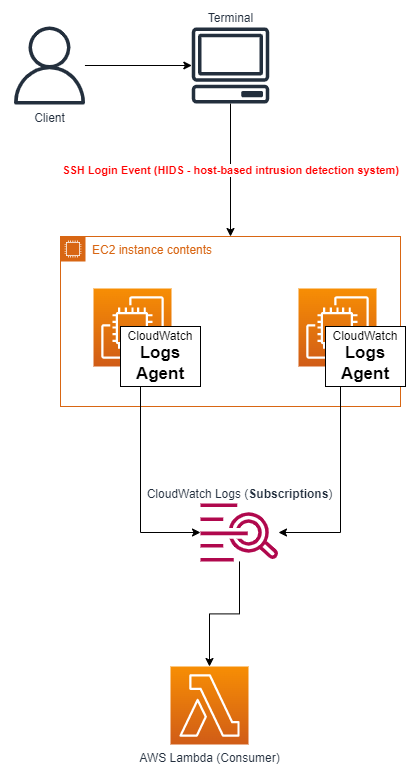 Terminal
Client
SSH Login Event (HIDS - host-based intrusion detection system)
EC2 instance contents
CloudWatch
Logs
Agent
CloudWatch
Logs
Agent
CloudWatch Logs (Subscriptions)
AWS Lambda (Consumer)